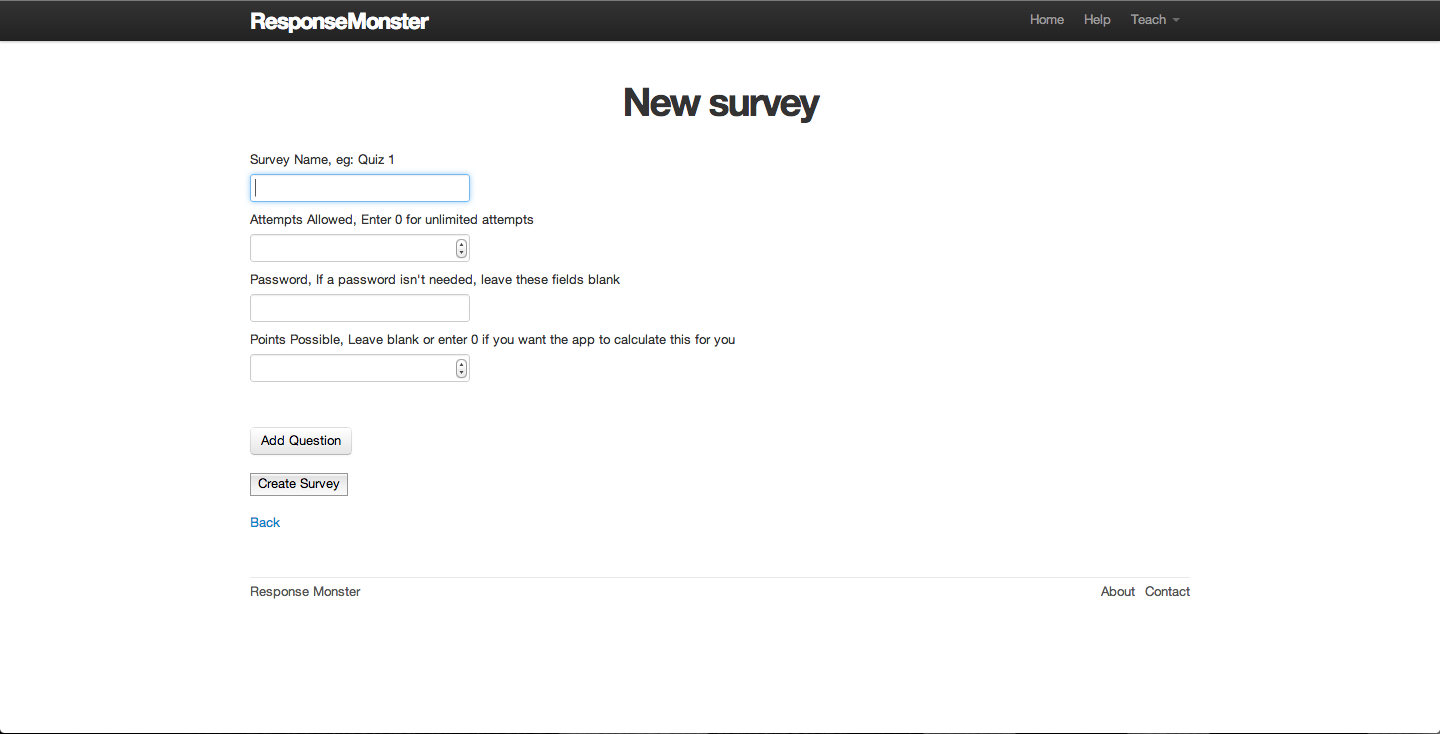 ResponseMonster
Home Help Teach
New survey
Survey Name, eg: Quiz 1
Attempts Allowed, Enter 0 for unlimited attempts
Password, If a password isn't needed, leave these fields blank
Points Possible, Leave blank or enter 0 if you want the app to calculate this for you
Add Question
Create Survey
Back
Response Monster
About Contact